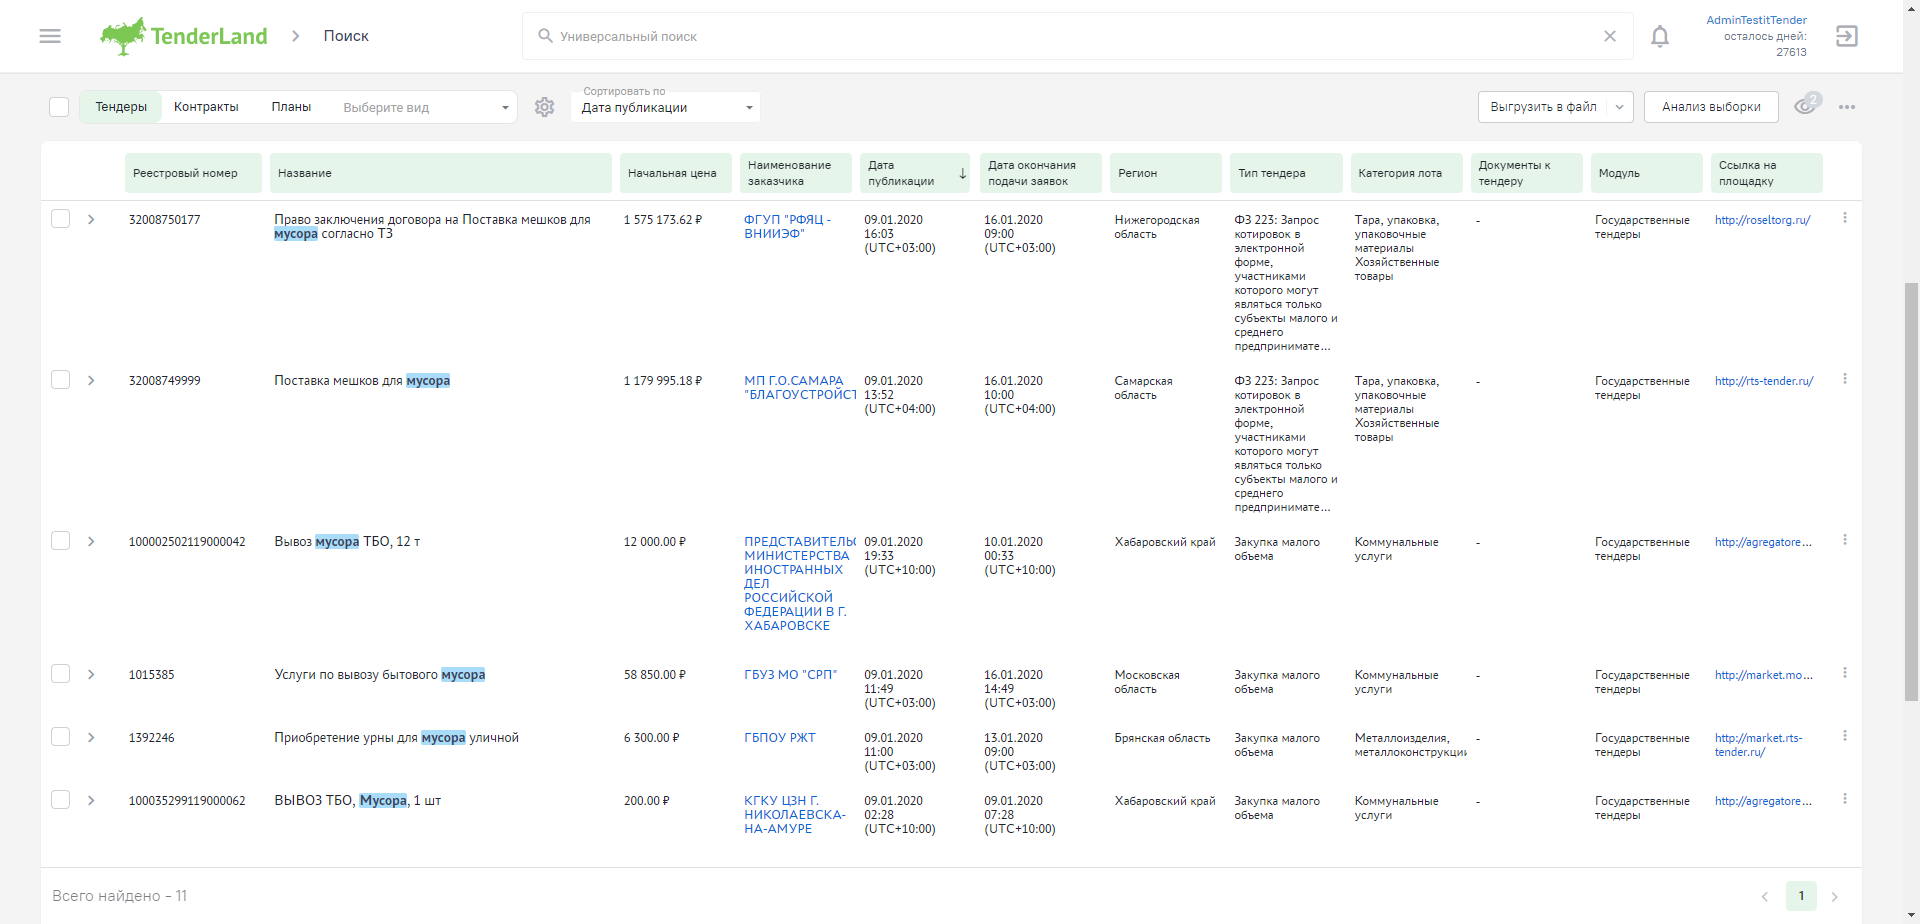 TenderLand
Поиск
Универсальный поиск
AdminTestitTender
осталось дней:
27613
Тендеры
Контракты
Планы
Выберите вид
Сортировать по
Дата публикации
Выгрузить в файл
Анализ выборки
2
Реестровый номер
Название
Начальная цена
Наименование
заказчика
Дата
публикации
Дата окончания
подачи заявок
Регион
Тип тендера
Категория лота
Документы к
тендеру
Модуль
Ссылка на
площадку
32008750177
Право заключения договора на Поставка мешков для
мусора согласно ТЗ
1 575 173.62 ₽
ФГУП "РФЯЦ -
ВНИИЭФ"
09.01.2020
16:03
(UTC+03:00)
16.01.2020
09:00
(UTC+03:00)
Нижегородская
область
ФЗ 223: Запрос
котировок в
электронной
форме,
участниками
которого могут
являться только
субъекты малого и
среднего
предпринимате...
Тара, упаковка,
упаковочные
материалы
Хозяйственные
товары
-
Государственные
тендеры
http://roseltorg.ru/
32008749999
Поставка мешков для мусора
1 179 995.18 ₽
МП Г.О.САМАРА
"БЛАГОУСТРОЙСТ
09.01.2020
13:52
(UTC+04:00)
16.01.2020
10:00
(UTC+04:00)
Самарская
область
ФЗ 223: Запрос
котировок в
электронной
форме,
участниками
которого могут
являться только
субъекты малого и
среднего
предпринимате...
Тара, упаковка,
упаковочные
материалы
Хозяйственные
товары
-
Государственные
тендеры
http://rts-tender.ru/
100002502119000042
Вывоз мусора ТБО, 12 т
12 000.00 ₽
ПРЕДСТАВИТЕЛЬС
МИНИСТЕРСТВА
ИНОСТРАННЫХ
ДЕЛ
РОССИЙСКОЙ
ФЕДЕРАЦИИ В Г.
ХАБАРОВСКЕ
09.01.2020
19:33
(UTC+10:00)
10.01.2020
00:33
(UTC+10:00)
Хабаровский край
Закупка малого
объема
Коммунальные
услуги
-
Государственные
тендеры
http://agregatore...
1015385
Услуги по вывозу бытового мусора
58 850.00 ₽
ГБУЗ МО "СРП"
09.01.2020
11:49
(UTC+03:00)
16.01.2020
14:49
(UTC+03:00)
Московская
область
Закупка малого
объема
Коммунальные
услуги
-
Государственные
тендеры
http://market.mo...
1392246
Приобретение урны для мусора уличной
6 300.00 ₽
ГБПОУ РЖТ
09.01.2020
11:00
(UTC+03:00)
13.01.2020
09:00
(UTC+03:00)
Брянская область
Закупка малого
объема
Металлоизделия,
металлоконструкции
-
Государственные
тендеры
http://market.rts-
tender.ru/
100035299119000062
ВЫВОЗ ТБО, Мусора, 1 шт
200.00 ₽
КГКУ ЦЗН Г.
НИКОЛАЕВСКА-
НА-АМУРЕ
09.01.2020
02:28
(UTC+10:00)
09.01.2020
07:28
(UTC+10:00)
Хабаровский край
Закупка малого
объема
Коммунальные
услуги
-
Государственные
тендеры
http://agregatore...
Всего найдено - 11
1